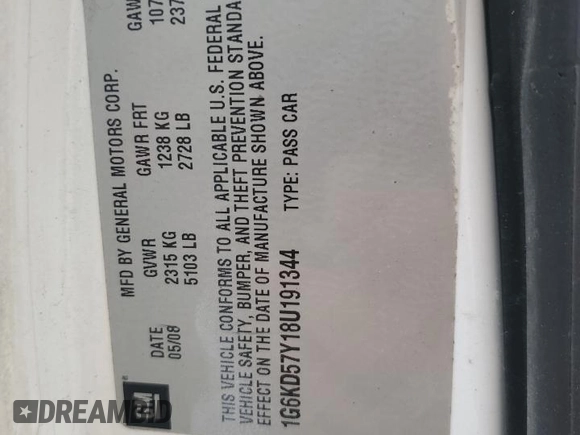 GM
®
MFD BY GENERAL MOTORS CORP.
DATE GVWR GAWR FRT GAW
05/08 2315 KG 1238 KG 107
5103 LB 2728 LB 237
THIS VEHICLE CONFORMS TO ALL APPLICABLE U.S. FEDERAL
VEHICLE SAFETY, BUMPER, AND THEFT PREVENTION STANDA
EFFECT ON THE DATE OF MANUFACTURE SHOWN ABOVE.
1G6KD57Y18U191344 TYPE: PASS CAR
DREAMBID